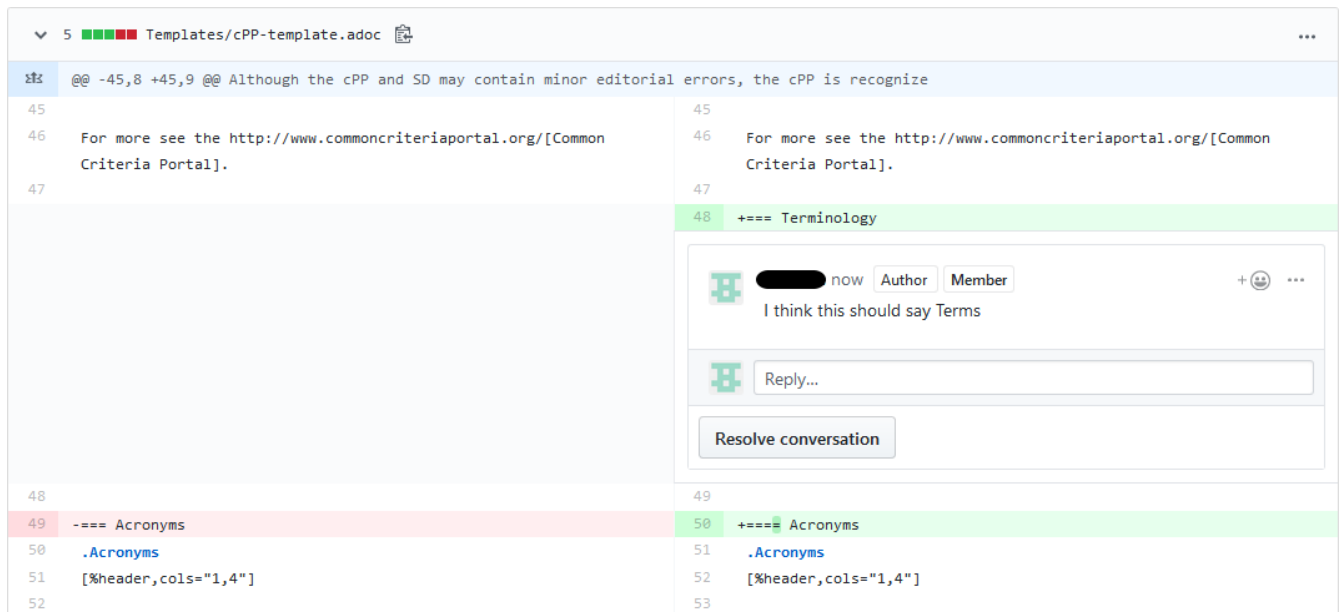 5 Templates/cPP-template.adoc
@@ -45,8 +45,9 @@ Although the cPP and SD may contain minor editorial errors, the cPP is recognize
45 45
46 For more see the http://www.commoncriteriaportal.org/[Common 46 For more see the http://www.commoncriteriaportal.org/[Common
Criteria Portal]. Criteria Portal].
47 47
48 +=== Terminology
now Author Member
I think this should say Terms
Reply...
Resolve conversation
48 49
49 -=== Acronyms 50 +==== Acronyms
50 .Acronyms 51 .Acronyms
51 [%header,cols="1,4"] 52 [%header,cols="1,4"]
52 53